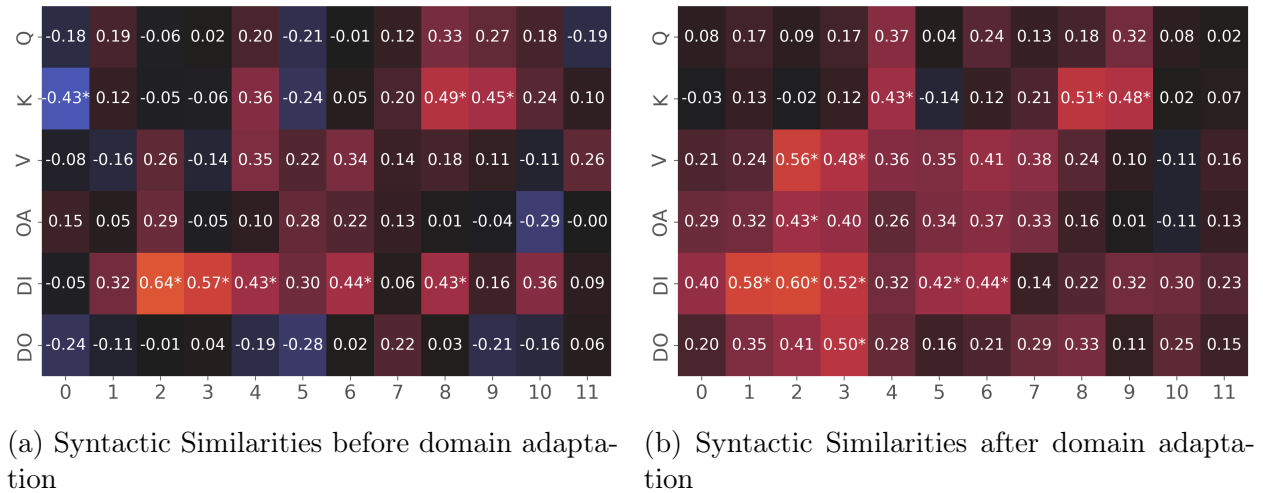 Q -0.18 0.19 -0.06 0.02 0.20 -0.21 -0.01 0.12 0.33 0.27 0.18 -0.19
K -0.43* 0.12 -0.05 -0.06 0.36 -0.24 0.05 0.20 0.49* 0.45* 0.24 0.10
V -0.08 -0.16 0.26 -0.14 0.35 0.22 0.34 0.14 0.18 0.11 -0.11 0.26
OA 0.15 0.05 0.29 -0.05 0.10 0.28 0.22 0.13 0.01 -0.04 -0.29 -0.00
DI -0.05 0.32 0.64* 0.57* 0.43* 0.30 0.44* 0.06 0.43* 0.16 0.36 0.09
DO -0.24 -0.11 -0.01 0.04 -0.19 -0.28 0.02 0.22 0.03 -0.21 -0.16 0.06
0 1 2 3 4 5 6 7 8 9 10 11
(a) Syntactic Similarities before domain adapta-
tion
Q 0.08 0.17 0.09 0.17 0.37 0.04 0.24 0.13 0.18 0.32 0.08 0.02
K -0.03 0.13 -0.02 0.12 0.43* -0.14 0.12 0.21 0.51* 0.48* 0.02 0.07
V 0.21 0.24 0.56* 0.48* 0.36 0.35 0.41 0.38 0.24 0.10 -0.11 0.16
OA 0.29 0.32 0.43* 0.40 0.26 0.34 0.37 0.33 0.16 0.01 -0.11 0.13
DI 0.40 0.58* 0.60* 0.52* 0.32 0.42* 0.44* 0.14 0.22 0.32 0.30 0.23
DO 0.20 0.35 0.41 0.50* 0.28 0.16 0.21 0.29 0.33 0.11 0.25 0.15
0 1 2 3 4 5 6 7 8 9 10 11
(b) Syntactic Similarities after domain adapta-
tion